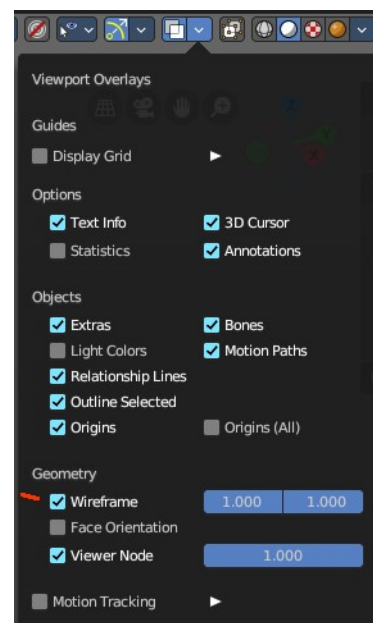 Viewport Overlays
Guides
Display Grid
Options
Text Info 3D Cursor
Statistics Annotations
Objects
Extras Bones
Light Colors Motion Paths
Relationship Lines
Outline Selected
Origins Origins (All)
Geometry
Wireframe 1.000 1.000
Face Orientation
Viewer Node 1.000
Motion Tracking